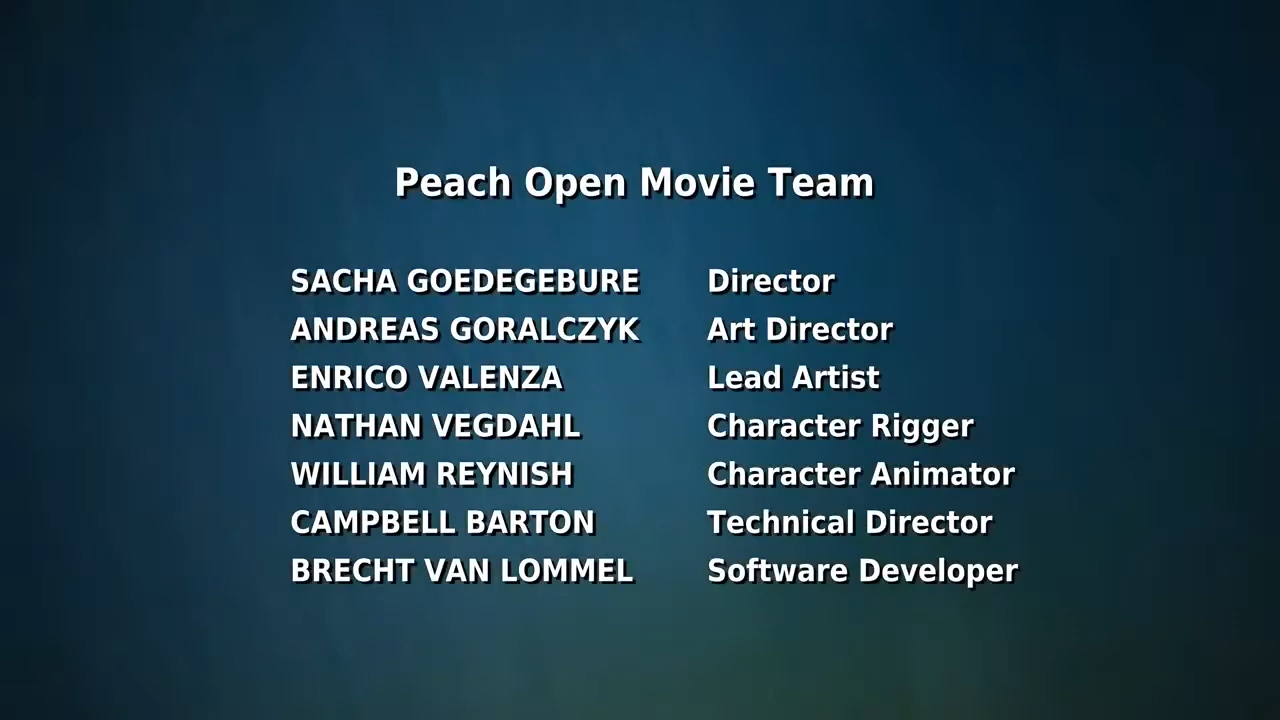 Peach Open Movie Team
SACHA GOEDEGEBURE Director
ANDREAS GORALCZYK Art Director
ENRICO VALENZA Lead Artist
NATHAN VEGDAHL Character Rigger
WILLIAM REYNISH Character Animator
CAMPBELL BARTON Technical Director
BRECHT VAN LOMMEL Software Developer